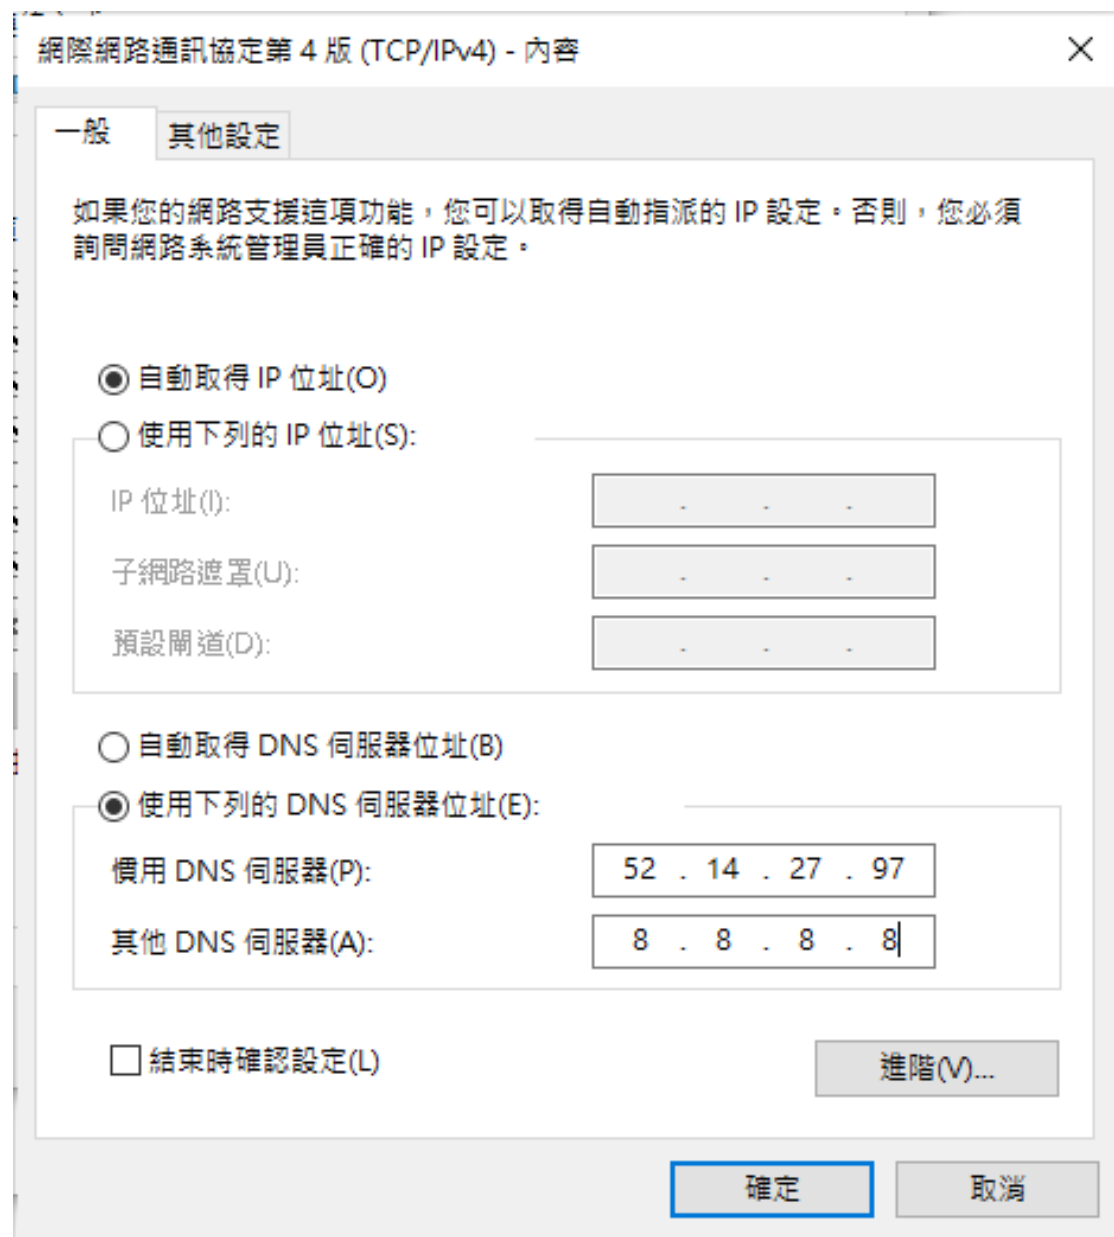 網際網路通訊協定第 4 版 (TCP/IPv4) - 內容
一般
其他設定
如果您的網路支援這項功能，您可以取得自動指派的 IP 設定。否則，您必須
詢問網路系統管理員正確的 IP 設定。
自動取得 IP 位址(O)
使用下列的 IP 位址(S):
IP 位址(I):
子網路遮罩(U):
預設閘道(D):
自動取得 DNS 伺服器位址(B)
使用下列的 DNS 伺服器位址(E):
慣用 DNS 伺服器(P): 52 . 14 . 27 . 97
其他 DNS 伺服器(A): 8 . 8 . 8 . 8
結束時確認設定(L)
進階(V)...
確定
取消